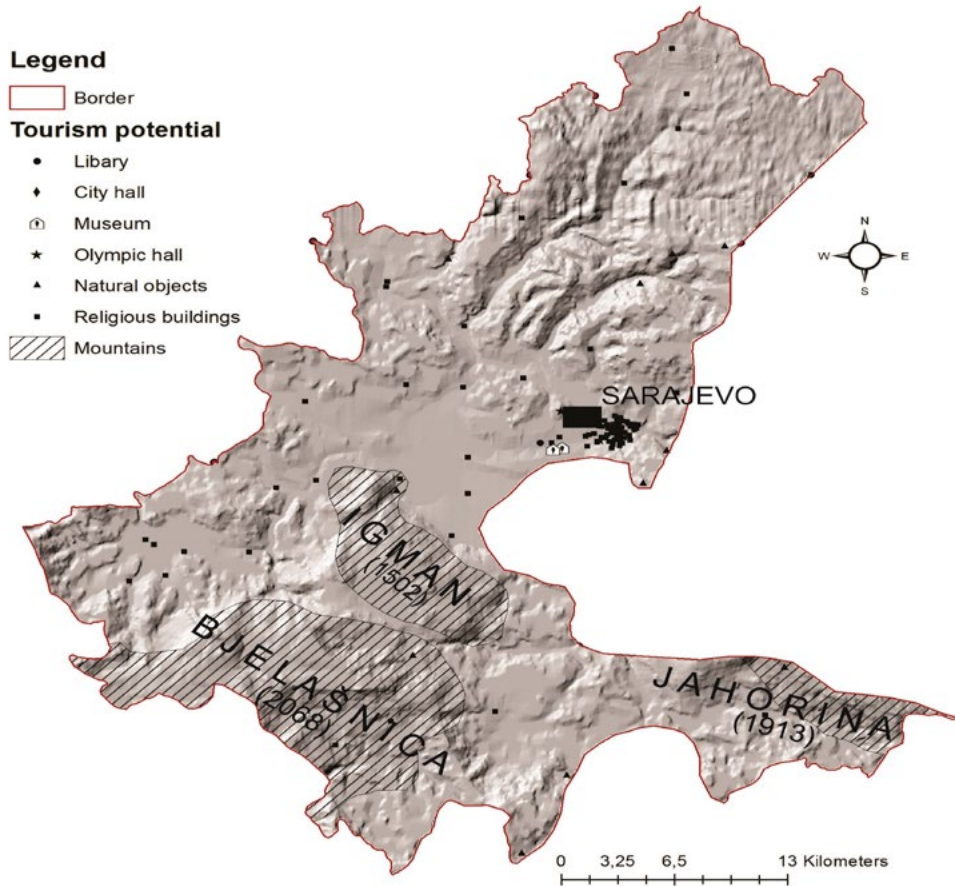 Legend
Border
Tourism potential
Libary
City hall
Museum
Olympic hall
Natural objects
Religious buildings
Mountains
N
W E
S
SARAJEVO
IGMAN
(1502)
BJELAŠNICA
(2068)
JAHORINA
(1913)
0 3,25 6,5 13 Kilometers